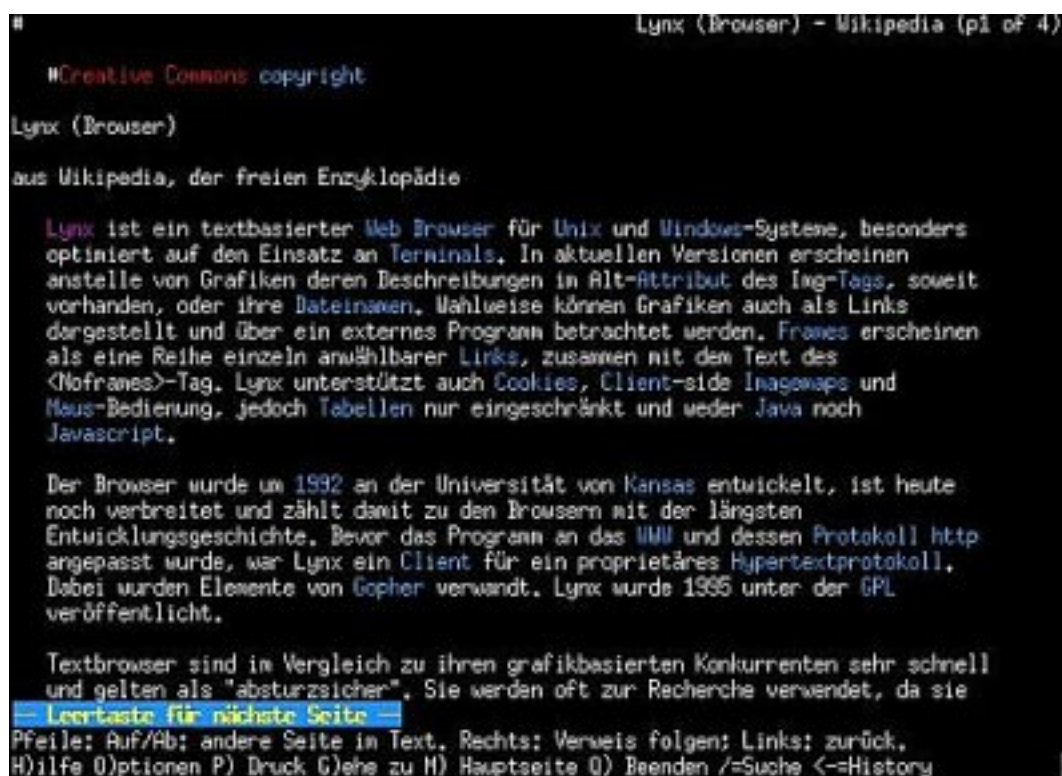 # Lynx (Browser) - Wikipedia (p1 of 4)
#Creative Commons copyright
Lynx (Browser)
aus Wikipedia, der freien Enzyklopädie
Lynx ist ein textbasierter Web Browser für Unix und Windows-Systeme, besonders
optimiert auf den Einsatz an Terminals. In aktuellen Versionen erscheinen
anstelle von Grafiken deren Beschreibungen im Alt-Attribut des Img-Tags, soweit
vorhanden, oder ihre Dateinamen. Wahlweise können Grafiken auch als Links
dargestellt und über ein externes Programm betrachtet werden. Frames erscheinen
als eine Reihe einzeln anwählbarer Links, zusammen mit dem Text des
<Noframes>-Tag. Lynx unterstützt auch Cookies, Client-side Imagemaps und
Maus-Bedienung, jedoch Tabellen nur eingeschränkt und weder Java noch
Javascript.
Der Browser wurde um 1992 an der Universität von Kansas entwickelt, ist heute
noch verbreitet und zählt damit zu den Browsern mit der längsten
Entwicklungsgeschichte. Bevor das Programm an das WWW und dessen Protokoll http
angepasst wurde, war Lynx ein Client für ein proprietäres Hypertextprotokoll.
Dabei wurden Elemente von Gopher verwandt. Lynx wurde 1995 unter der GPL
veröffentlicht.
Textbrowser sind im Vergleich zu ihren grafikbasierten Konkurrenten sehr schnell
und gelten als "absturzsicher". Sie werden oft zur Recherche verwendet, da sie
-- Leertaste für nächste Seite --
Pfeile: Auf/Ab: andere Seite im Text. Rechts: Verweis folgen; Links: zurück.
H)ilfe O)ptionen P) Druck G)ehe zu M) Hauptseite Q) Beenden /=Suche <-=History